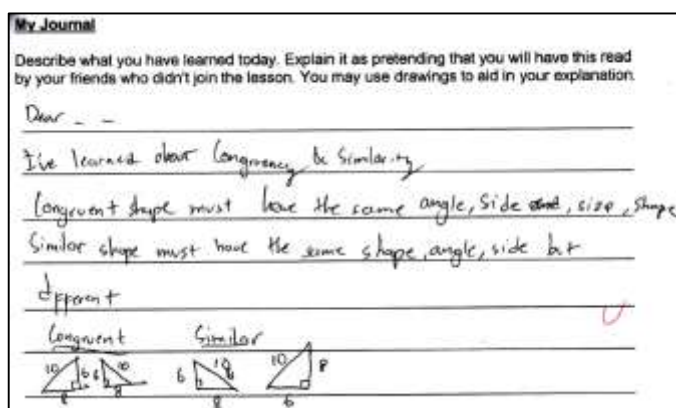 My Journal
Describe what you have learned today. Explain it as pretending that you will have this read
by your friends who didn't join the lesson. You may use drawings to aid in your explanation.
Dear - -
I've learned about Congruency & Similarity
Congruent shape must have the same angle, side, size, shape
Similar shape must have the same shape, angle, side but
different
Congruent Similar
10 6 6 10 6 10 10 8
8 8 8 6